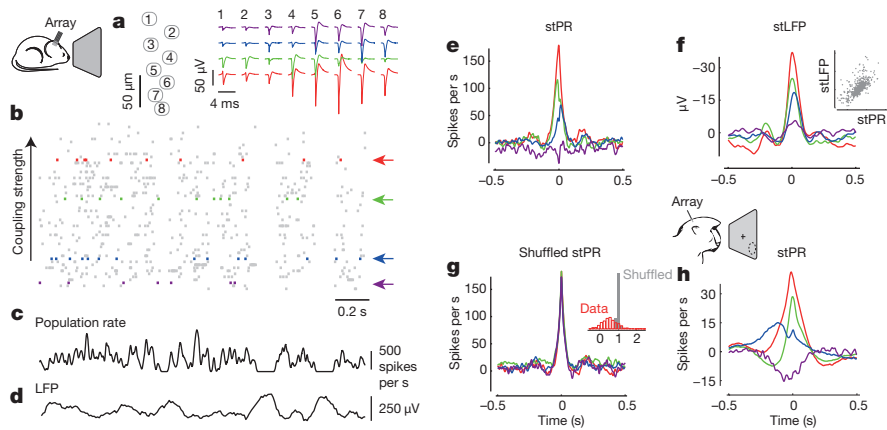 Array
a
1
2
3
4
5
6
7
8
50 µm
1 2 3 4 5 6 7 8
50 µV
4 ms
b
Coupling strength
0.2 s
c
Population rate
500
spikes
per s
d
LFP
250 µV
e
stPR
Spikes per s
150
100
50
0
−0.5 0 0.5
f
stLFP
µV
−30
−15
0
−0.5 0 0.5
stLFP
stPR
g
Shuffled stPR
Spikes per s
150
100
50
0
−0.5 0 0.5
Time (s)
Shuffled
Data
0 1 2
Array
h
stPR
Spikes per s
30
15
0
−15
−0.5 0 0.5
Time (s)